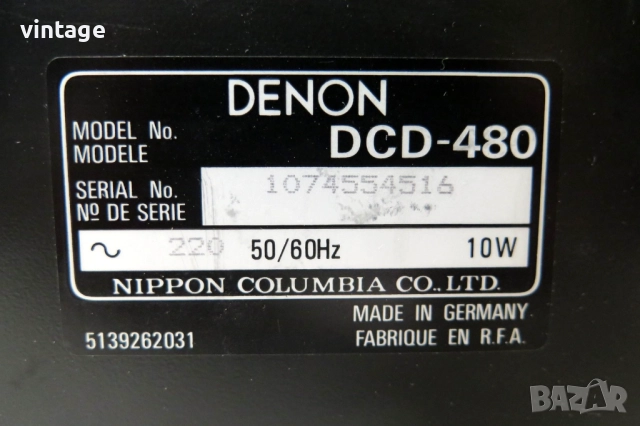 vintage
DENON
MODEL No.
MODELE
DCD-480
SERIAL No.
Nº DE SERIE
1074554516
~ 220 50/60Hz 10W
NIPPON COLUMBIA CO.,LTD.
5139262031
MADE IN GERMANY
FABRIQUE EN R.F.A.
BAZAR